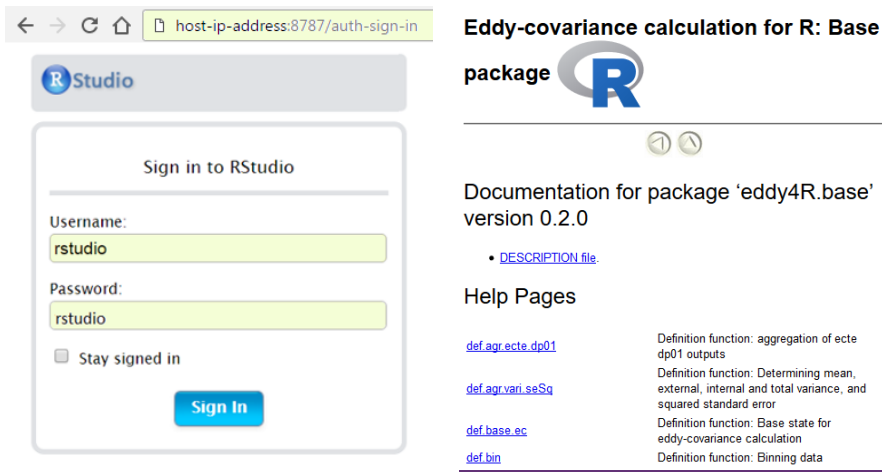 host-ip-address:8787/auth-sign-in
R Studio
Sign in to RStudio
Username:
rstudio
Password:
rstudio
Stay signed in
Sign In
Eddy-covariance calculation for R: Base
package R
Documentation for package ‘eddy4R.base’
version 0.2.0
DESCRIPTION file.
Help Pages
def.agr.ecte.dp01 Definition function: aggregation of ecte
dp01 outputs
Definition function: Determining mean,
def.agr.vari.seSq external, internal and total variance, and
squared standard error
def.base.ec Definition function: Base state for
eddy-covariance calculation
def.bin Definition function: Binning data